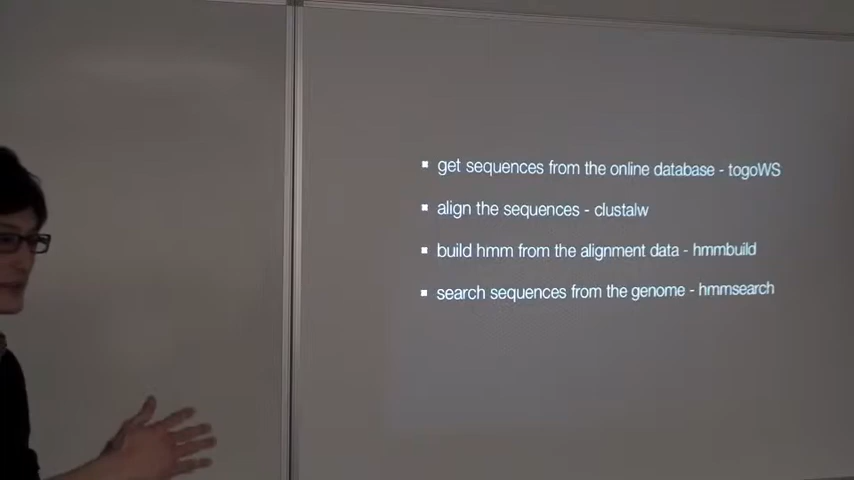 ▪ get sequences from the online database - togoWS
▪ align the sequences - clustalw
▪ build hmm from the alignment data - hmmbuild
▪ search sequences from the genome - hmmsearch